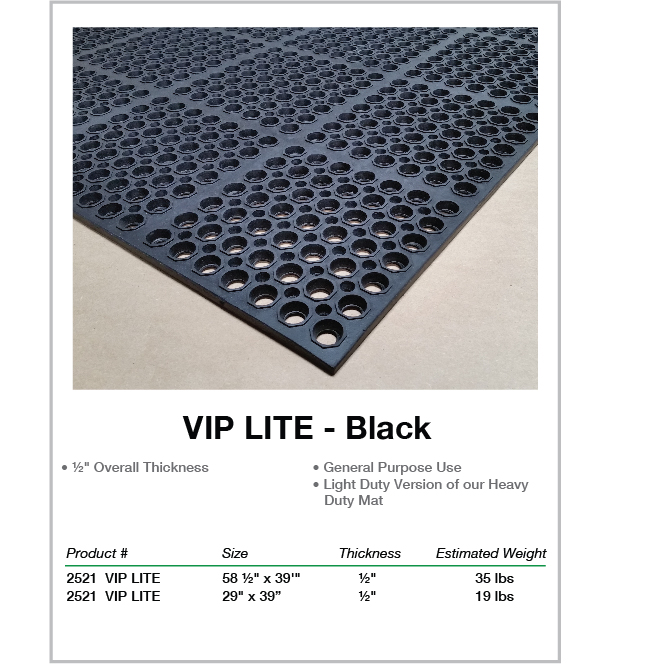 VIP LITE - Black
• ½" Overall Thickness
• General Purpose Use
• Light Duty Version of our Heavy
Duty Mat
Product # Size Thickness Estimated Weight
2521 VIP LITE 58 ½" x 39'" ½" 35 lbs
2521 VIP LITE 29" x 39” ½" 19 lbs